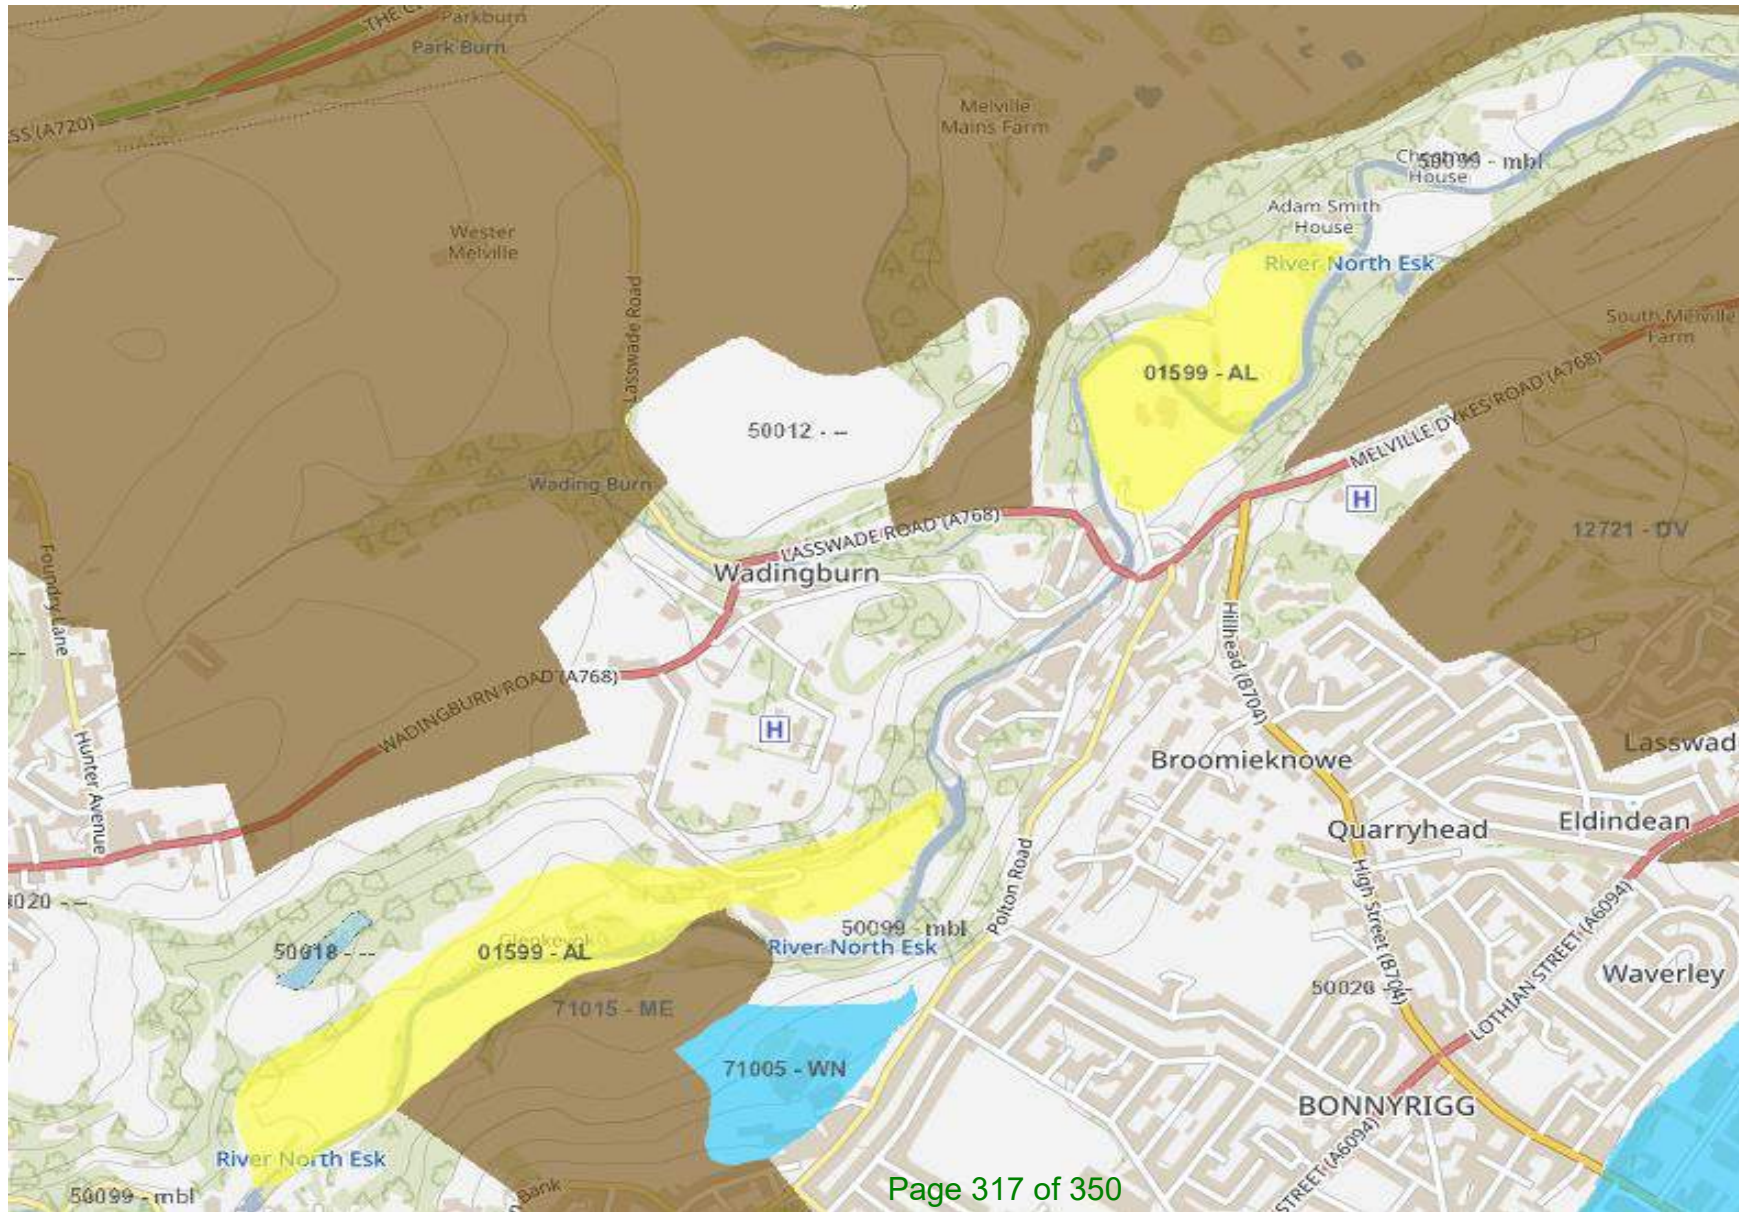 Parkburn
THE C
Park Burn
SS (A720)
Melville
Mains Farm
Wester
Melville
Lasswade Road
50099 - mbl
House
Adam Smith
House
River North Esk
South Melville
Farm
01599 - AL
MELVILLE DYKES ROAD (A768)
50012 - --
Wading Burn
H
LASSWADE ROAD (A768)
12721 - DV
Wadingburn
Foundry Lane
Hillhead (B704)
WADINGBURN ROAD (A768)
H
Hunter Avenue
Broomieknowe
Lasswad
Quarryhead
Eldindean
Polton Road
High Street (B704)
020 - --
50018 - --
01599 - AL
50099 - mbl
River North Esk
71015 - ME
50020 - --
LOTHIAN STREET (A6094)
Waverley
71005 - WN
BONNYRIGG
River North Esk
50099 - mbl
Bank
STREET (A6094)
Page 317 of 350